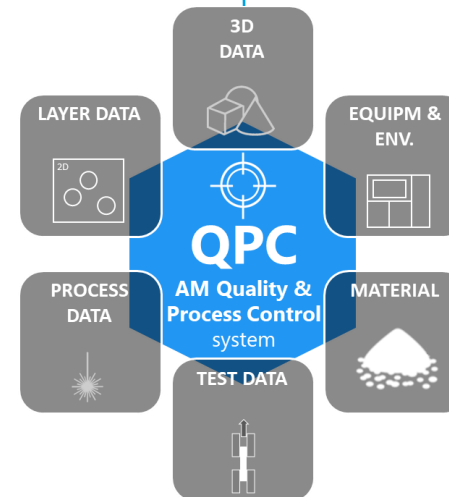 3D
DATA
LAYER DATA
2D
EQUIPM &
ENV.
QPC
AM Quality &
Process Control
system
PROCESS
DATA
MATERIAL
TEST DATA